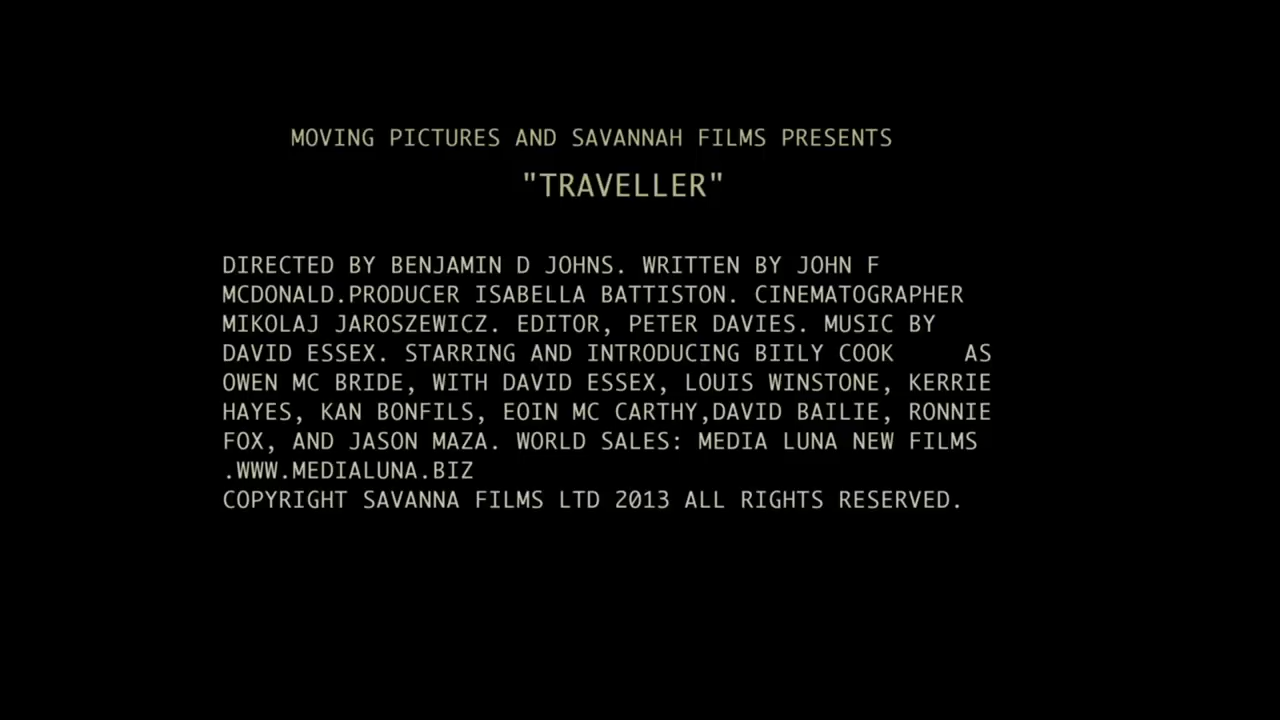 MOVING PICTURES AND SAVANNAH FILMS PRESENTS
"TRAVELLER"
DIRECTED BY BENJAMIN D JOHNS. WRITTEN BY JOHN F
MCDONALD.PRODUCER ISABELLA BATTISTON. CINEMATOGRAPHER
MIKOLAJ JAROSZEWICZ. EDITOR, PETER DAVIES. MUSIC BY
DAVID ESSEX. STARRING AND INTRODUCING BIILY COOK     AS
OWEN MC BRIDE, WITH DAVID ESSEX, LOUIS WINSTONE, KERRIE
HAYES, KAN BONFILS, EOIN MC CARTHY,DAVID BAILIE, RONNIE
FOX, AND JASON MAZA. WORLD SALES: MEDIA LUNA NEW FILMS
.WWW.MEDIALUNA.BIZ
COPYRIGHT SAVANNA FILMS LTD 2013 ALL RIGHTS RESERVED.